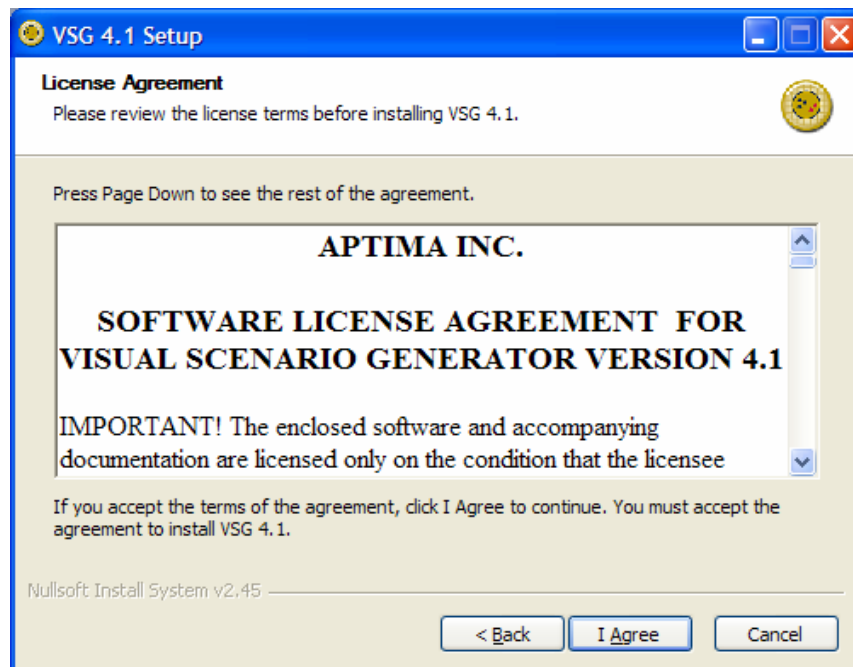 VSG 4.1 Setup
License Agreement
Please review the license terms before installing VSG 4.1.
Press Page Down to see the rest of the agreement.
APTIMA INC.
SOFTWARE LICENSE AGREEMENT  FOR
VISUAL SCENARIO GENERATOR VERSION 4.1
IMPORTANT! The enclosed software and accompanying
documentation are licensed only on the condition that the licensee
If you accept the terms of the agreement, click I Agree to continue. You must accept the
agreement to install VSG 4.1.
Nullsoft Install System v2.45
< Back
I Agree
Cancel